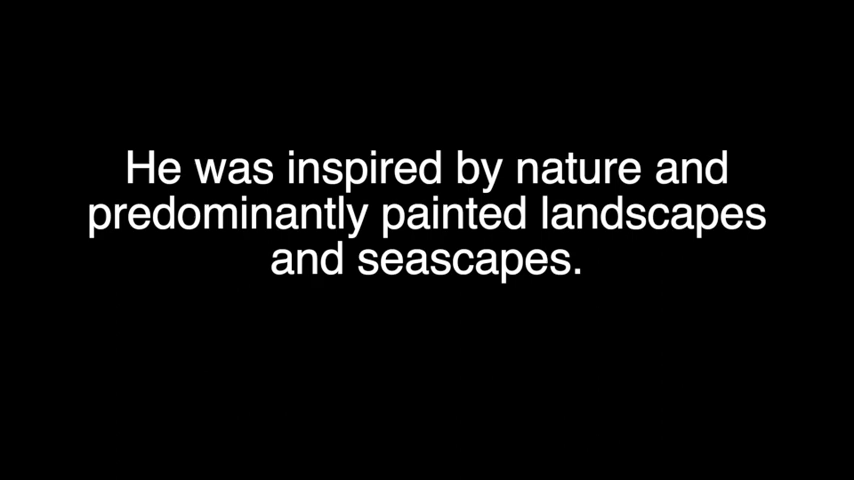 He was inspired by nature and
predominantly painted landscapes
and seascapes.